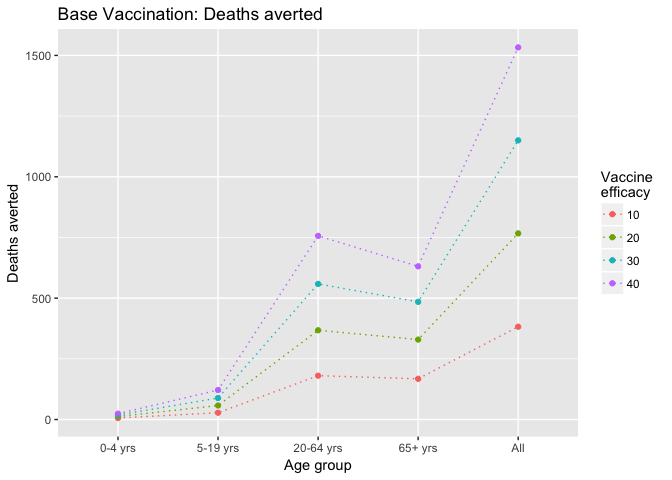 Base Vaccination: Deaths averted
1500
1000
500
0
Deaths averted
0-4 yrs
5-19 yrs
20-64 yrs
65+ yrs
All
Age group
Vaccine
efficacy
10
20
30
40